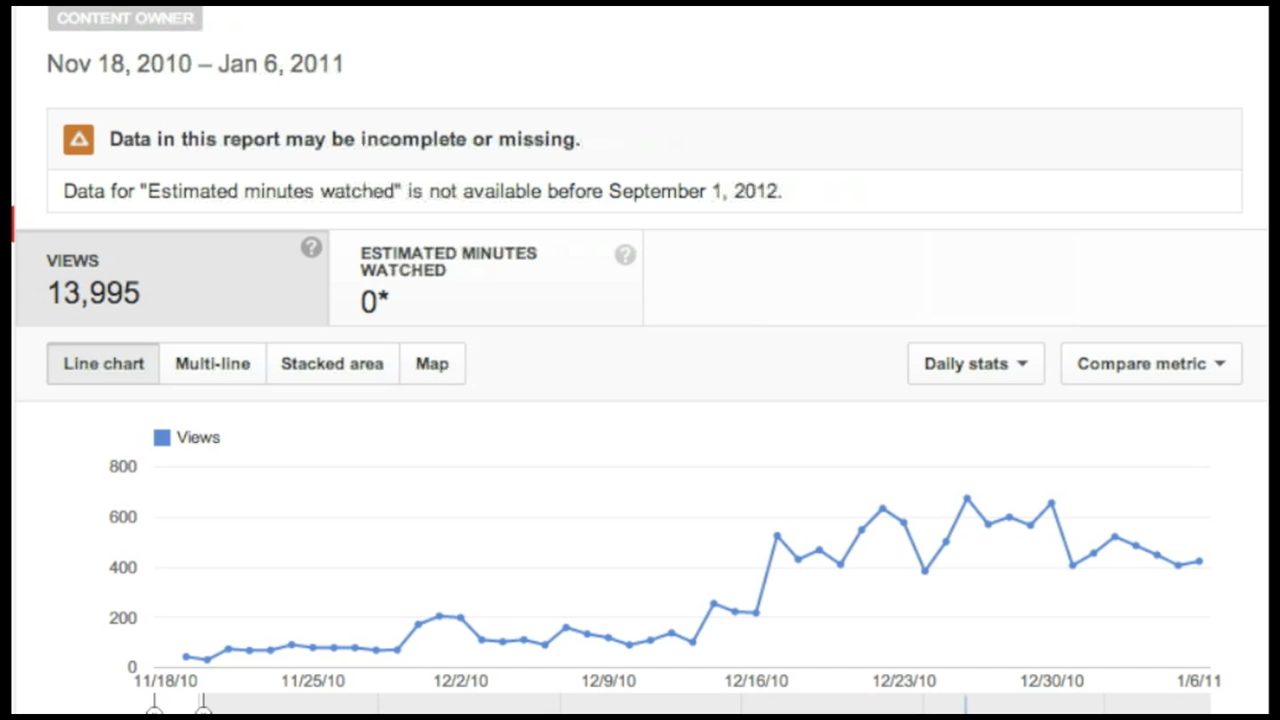 CONTENT OWNER
Nov 18, 2010 – Jan 6, 2011
Data in this report may be incomplete or missing.
Data for "Estimated minutes watched" is not available before September 1, 2012.
VIEWS
13,995
ESTIMATED MINUTES
WATCHED
0*
Line chart Multi-line Stacked area Map Daily stats Compare metric
Views
800
600
400
200
0
11/18/10 11/25/10 12/2/10 12/9/10 12/16/10 12/23/10 12/30/10 1/6/11